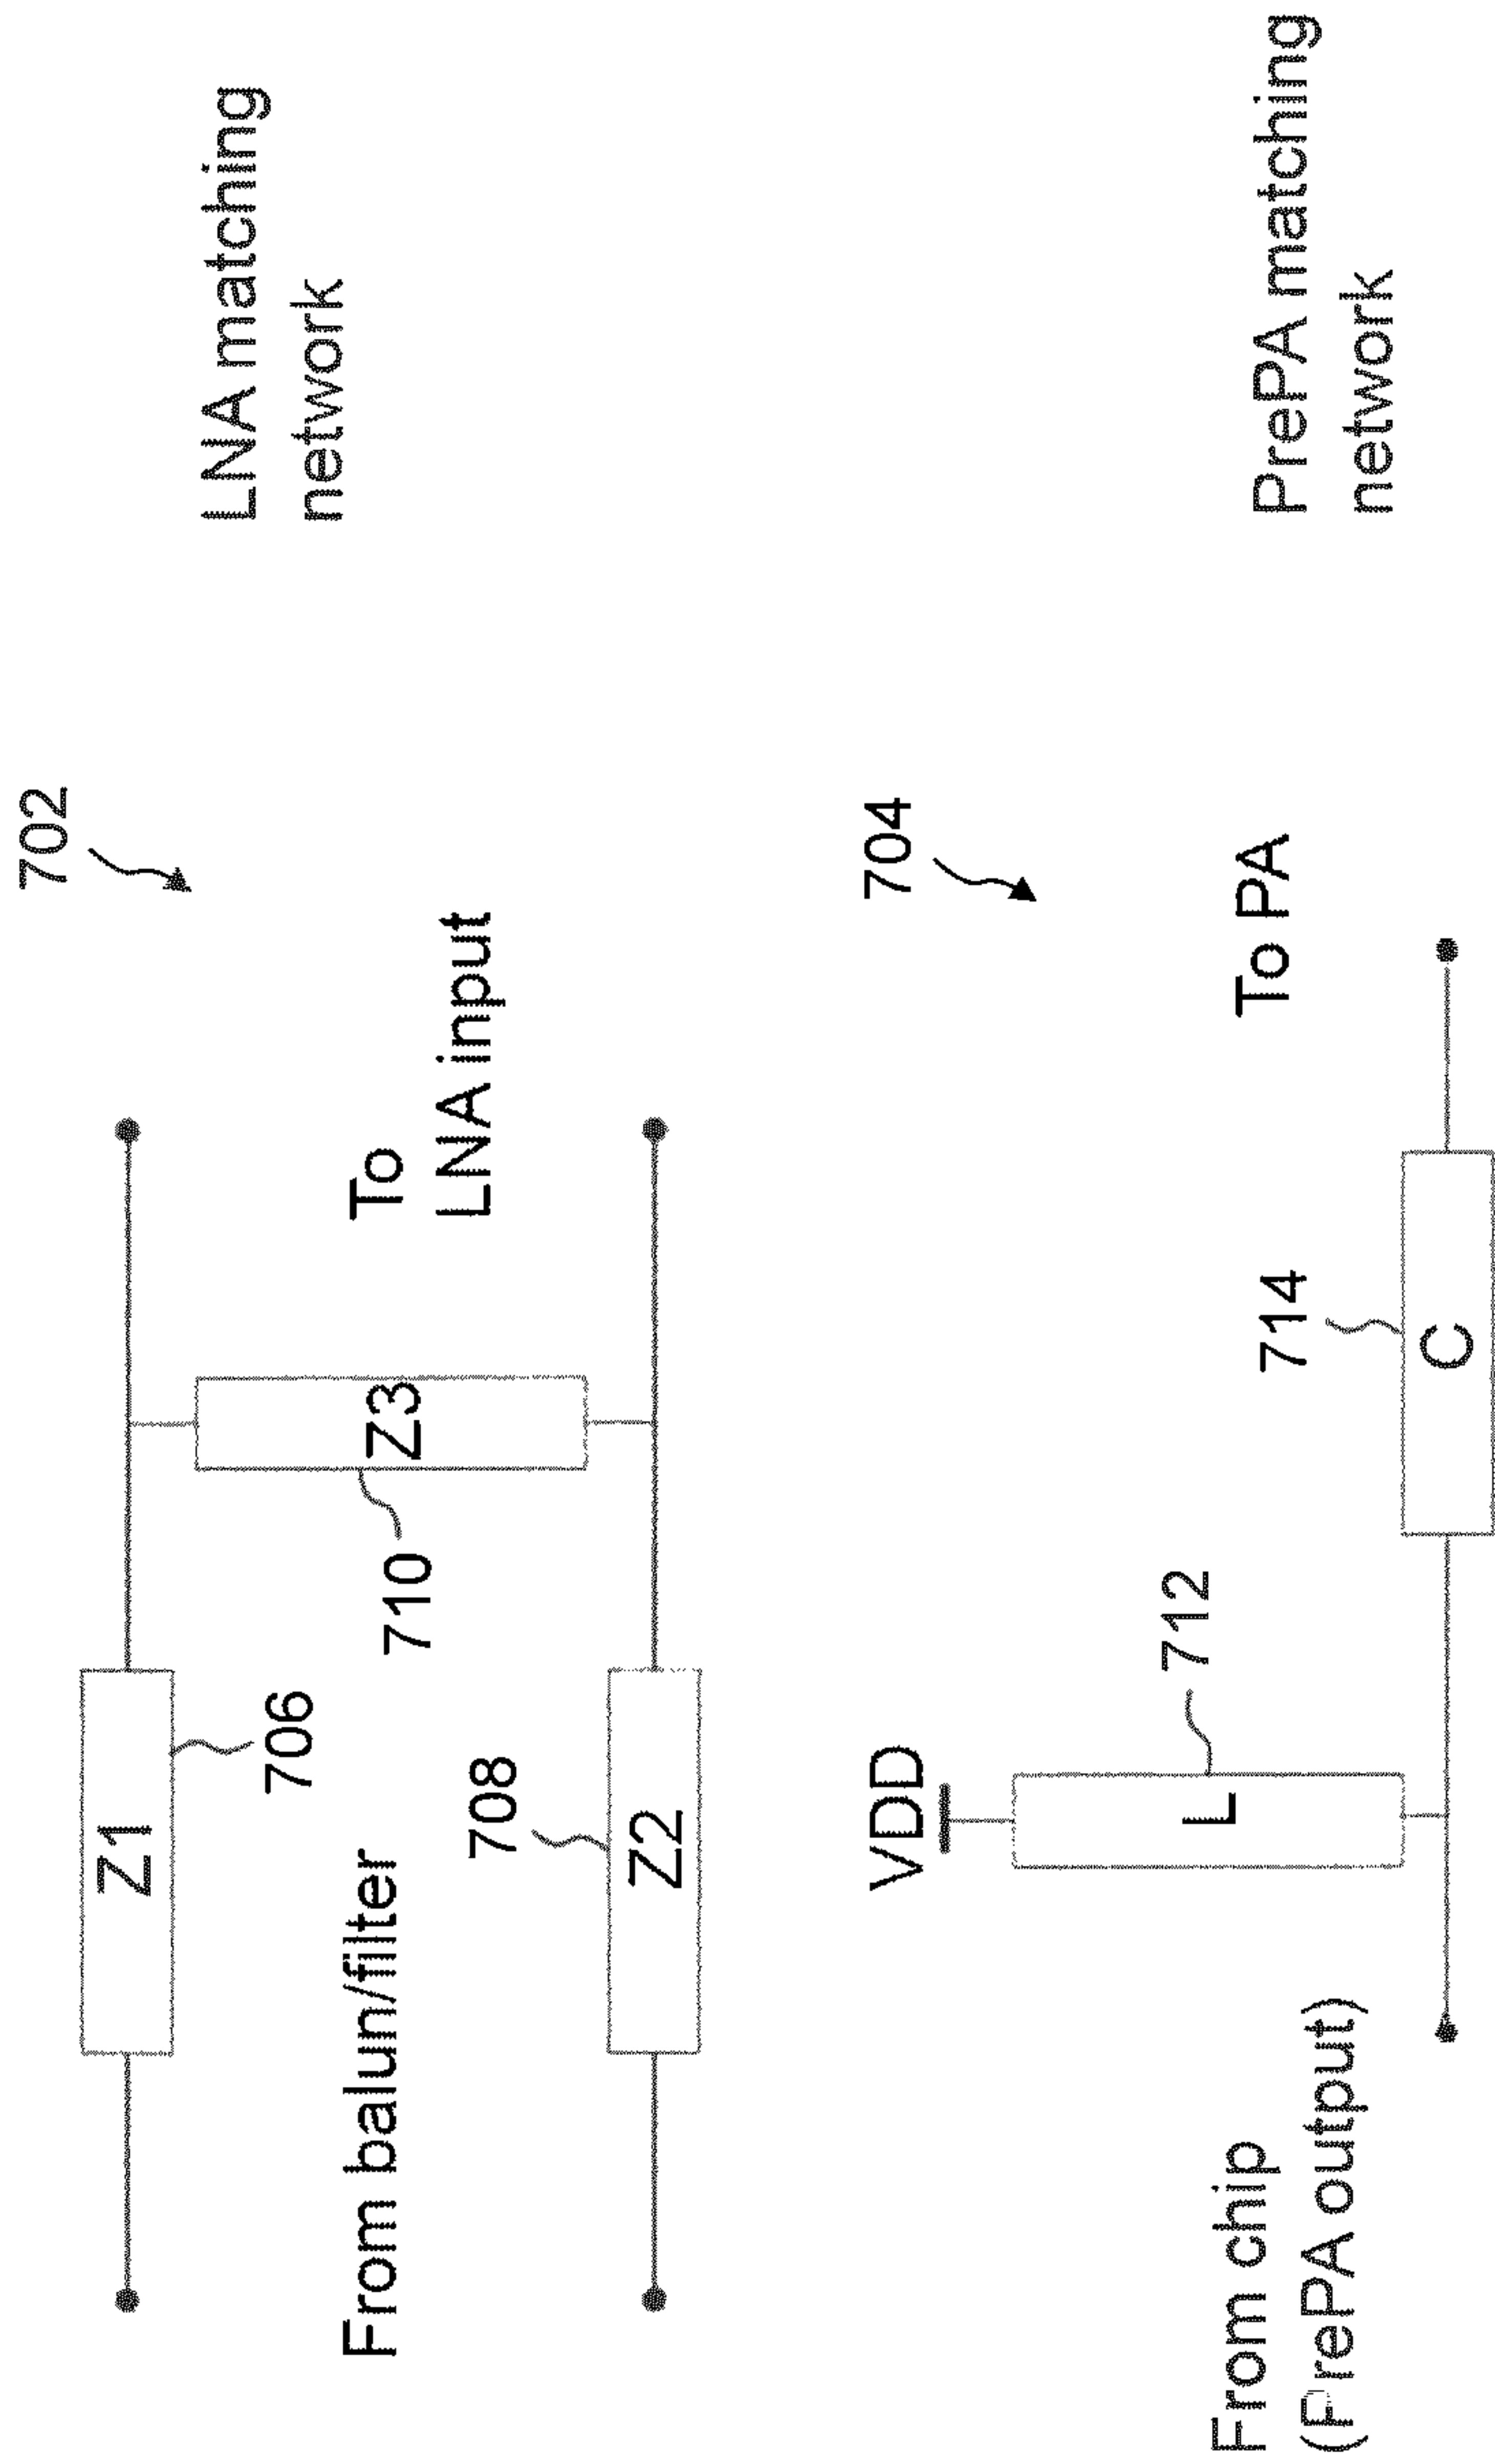 702
LNA matching
network
Z1
706
From balun/filter
708
Z2
710
Z3
To
LNA input
704
PrePA matching
network
VDD
L
712
714
C
To PA
From chip
(PrePA output)